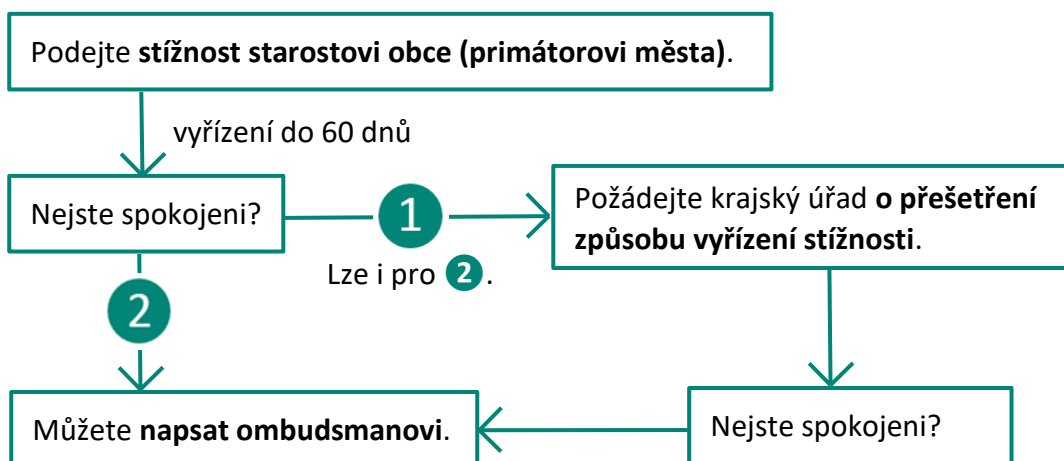 Podejte stížnost starostovi obce (primátorovi města).
vyřízení do 60 dnů
Nejste spokojeni?
1
Lze i pro 2.
Požádejte krajský úřad o přešetření
způsobu vyřízení stížnosti.
2
Můžete napsat ombudsmanovi.
Nejste spokojeni?